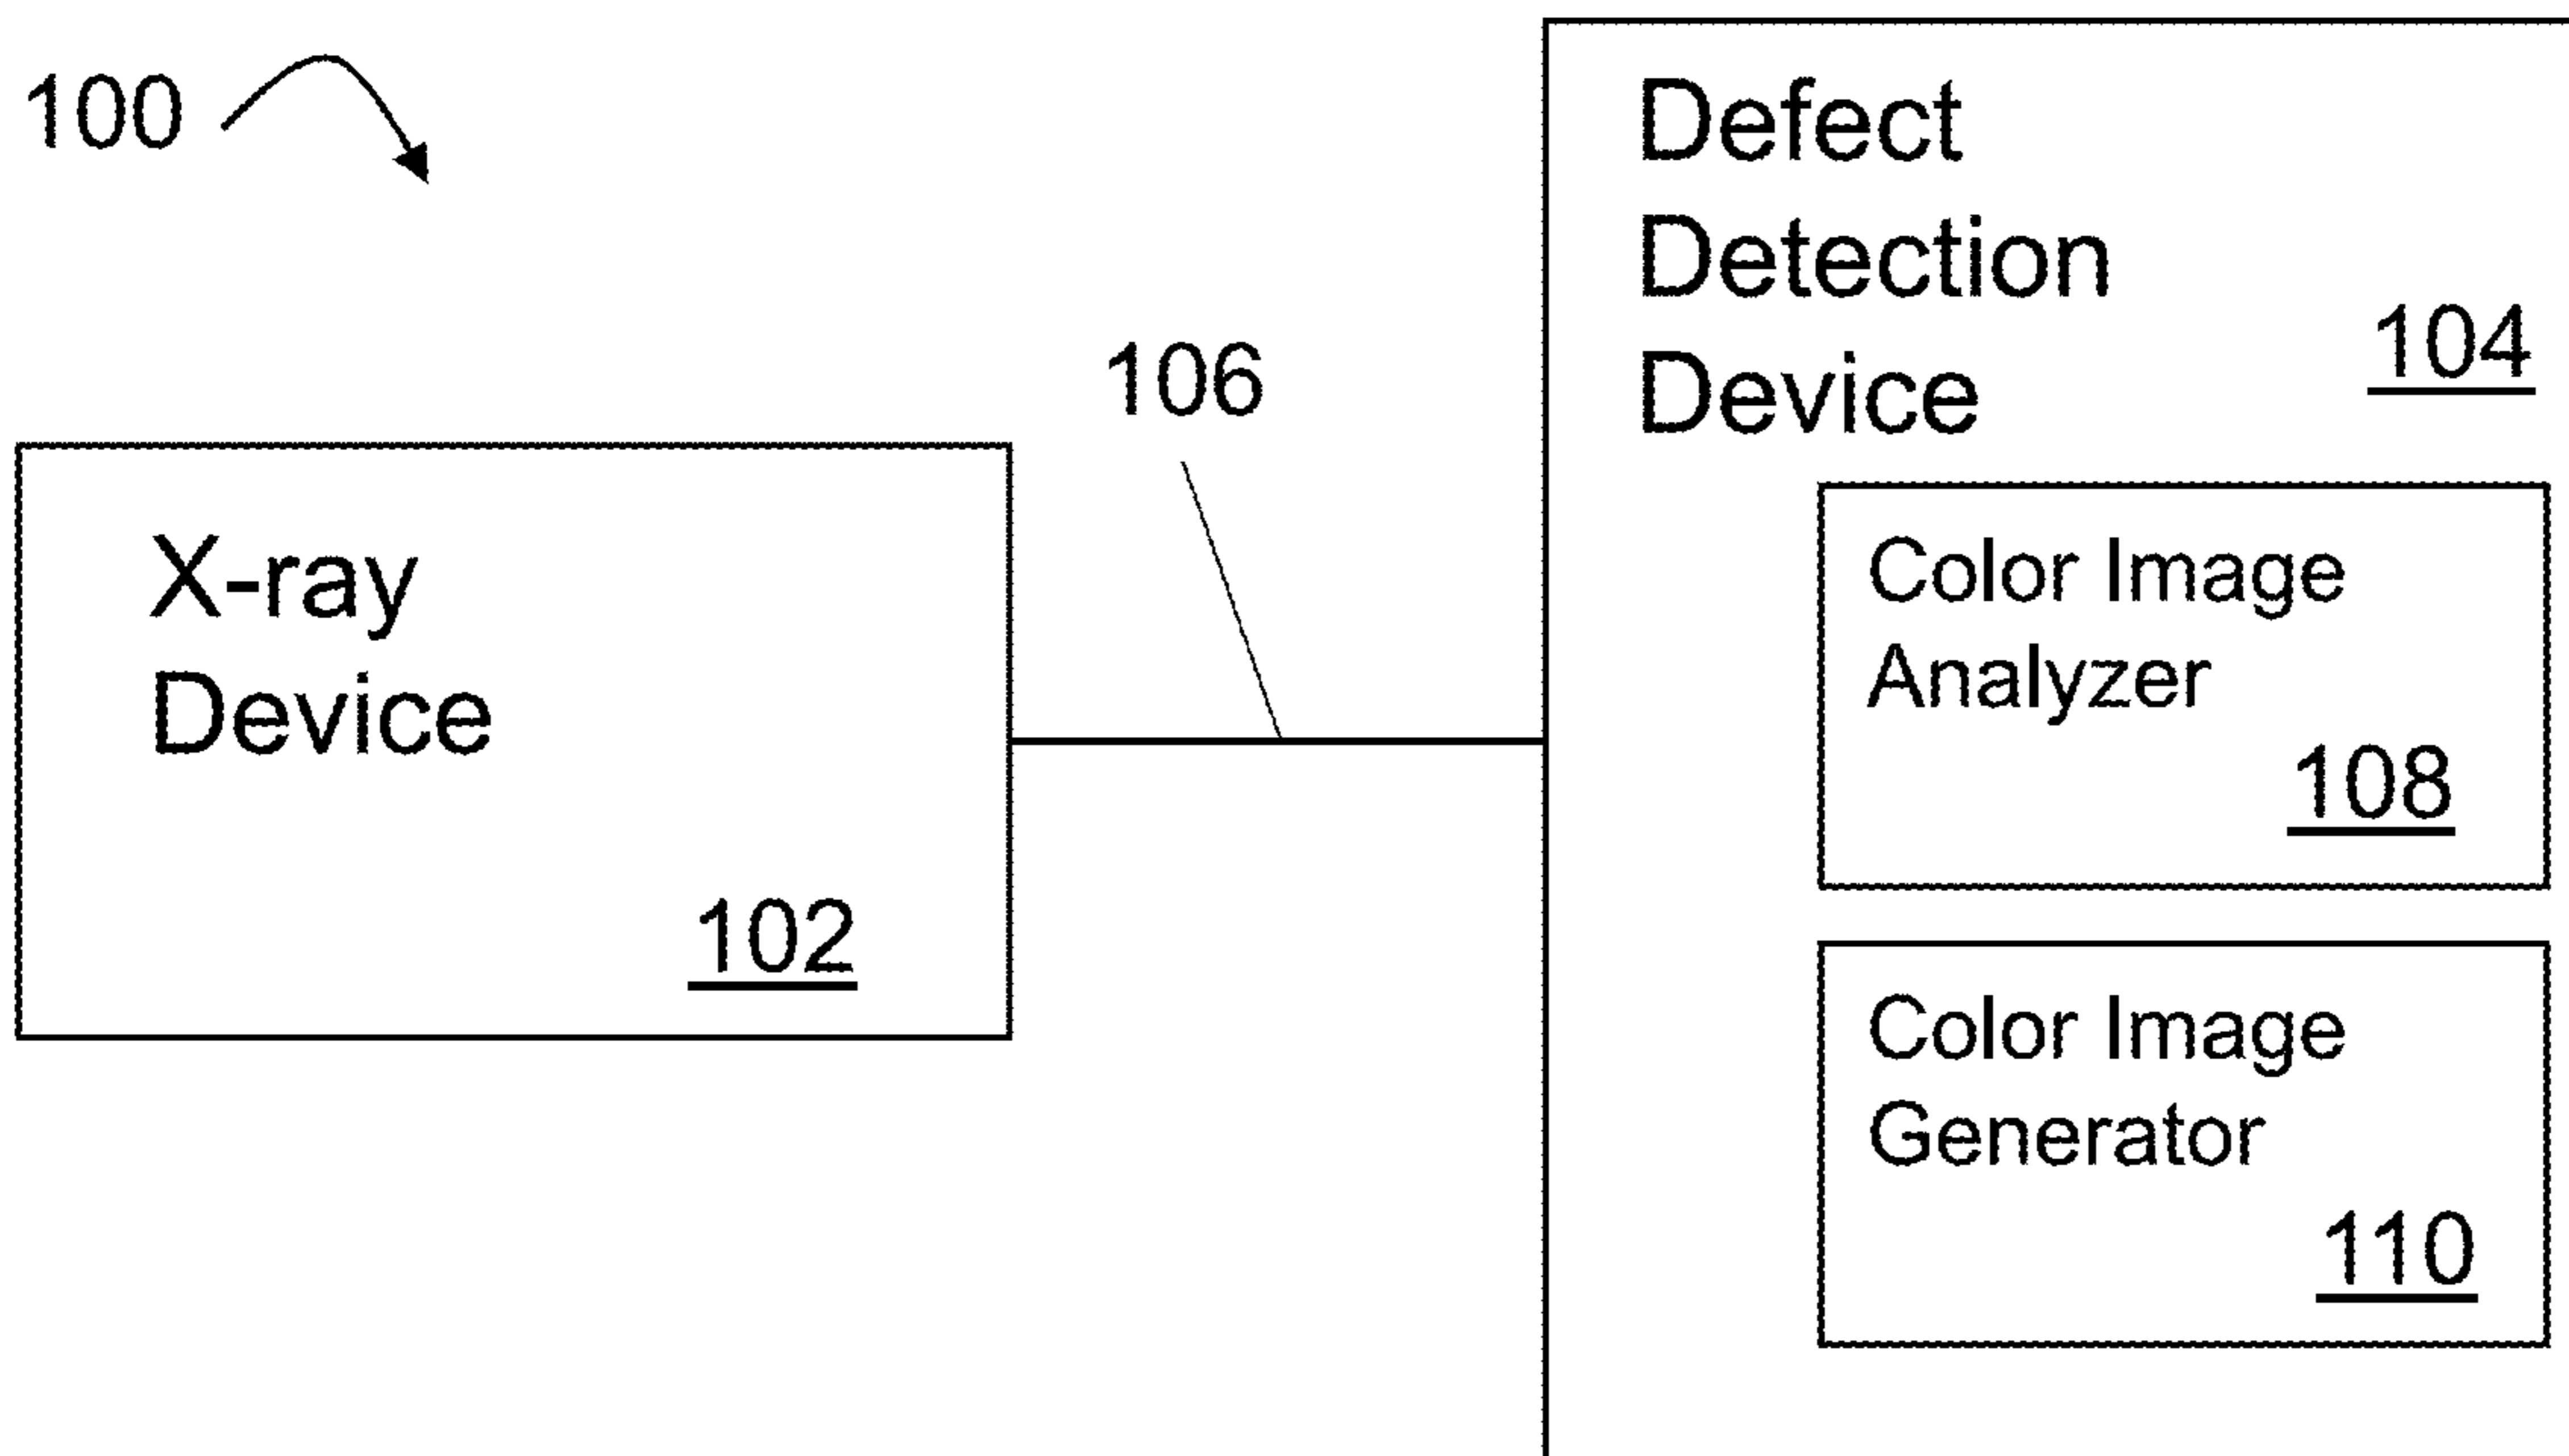 100
106
X-ray
Device
102
Defect
Detection
Device
104
Color Image
Analyzer
108
Color Image
Generator
110